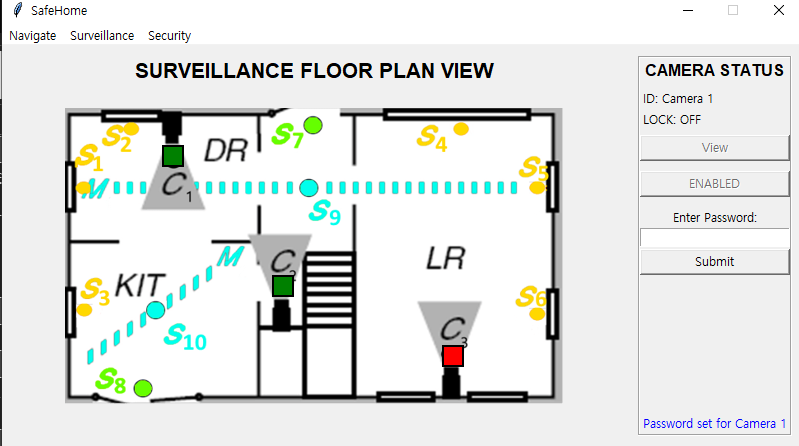 SafeHome
Navigate Surveillance Security
SURVEILLANCE FLOOR PLAN VIEW
CAMERA STATUS
ID: Camera 1
LOCK: OFF
View
ENABLED
Enter Password:
Submit
Password set for Camera 1
S1
S2
S7
S4
S5
DR
M
C1
S9
M
C2
LR
KIT
S3
S10
S6
C3
S8